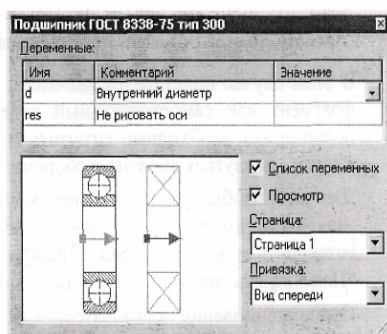 Подшипник ГОСТ 8338-75 тип 300
Переменные:
Имя Комментарий Значение
d Внутренний диаметр
res Не рисовать оси
Список переменных
Просмотр
Страница:
Страница 1
Привязка:
Вид спереди